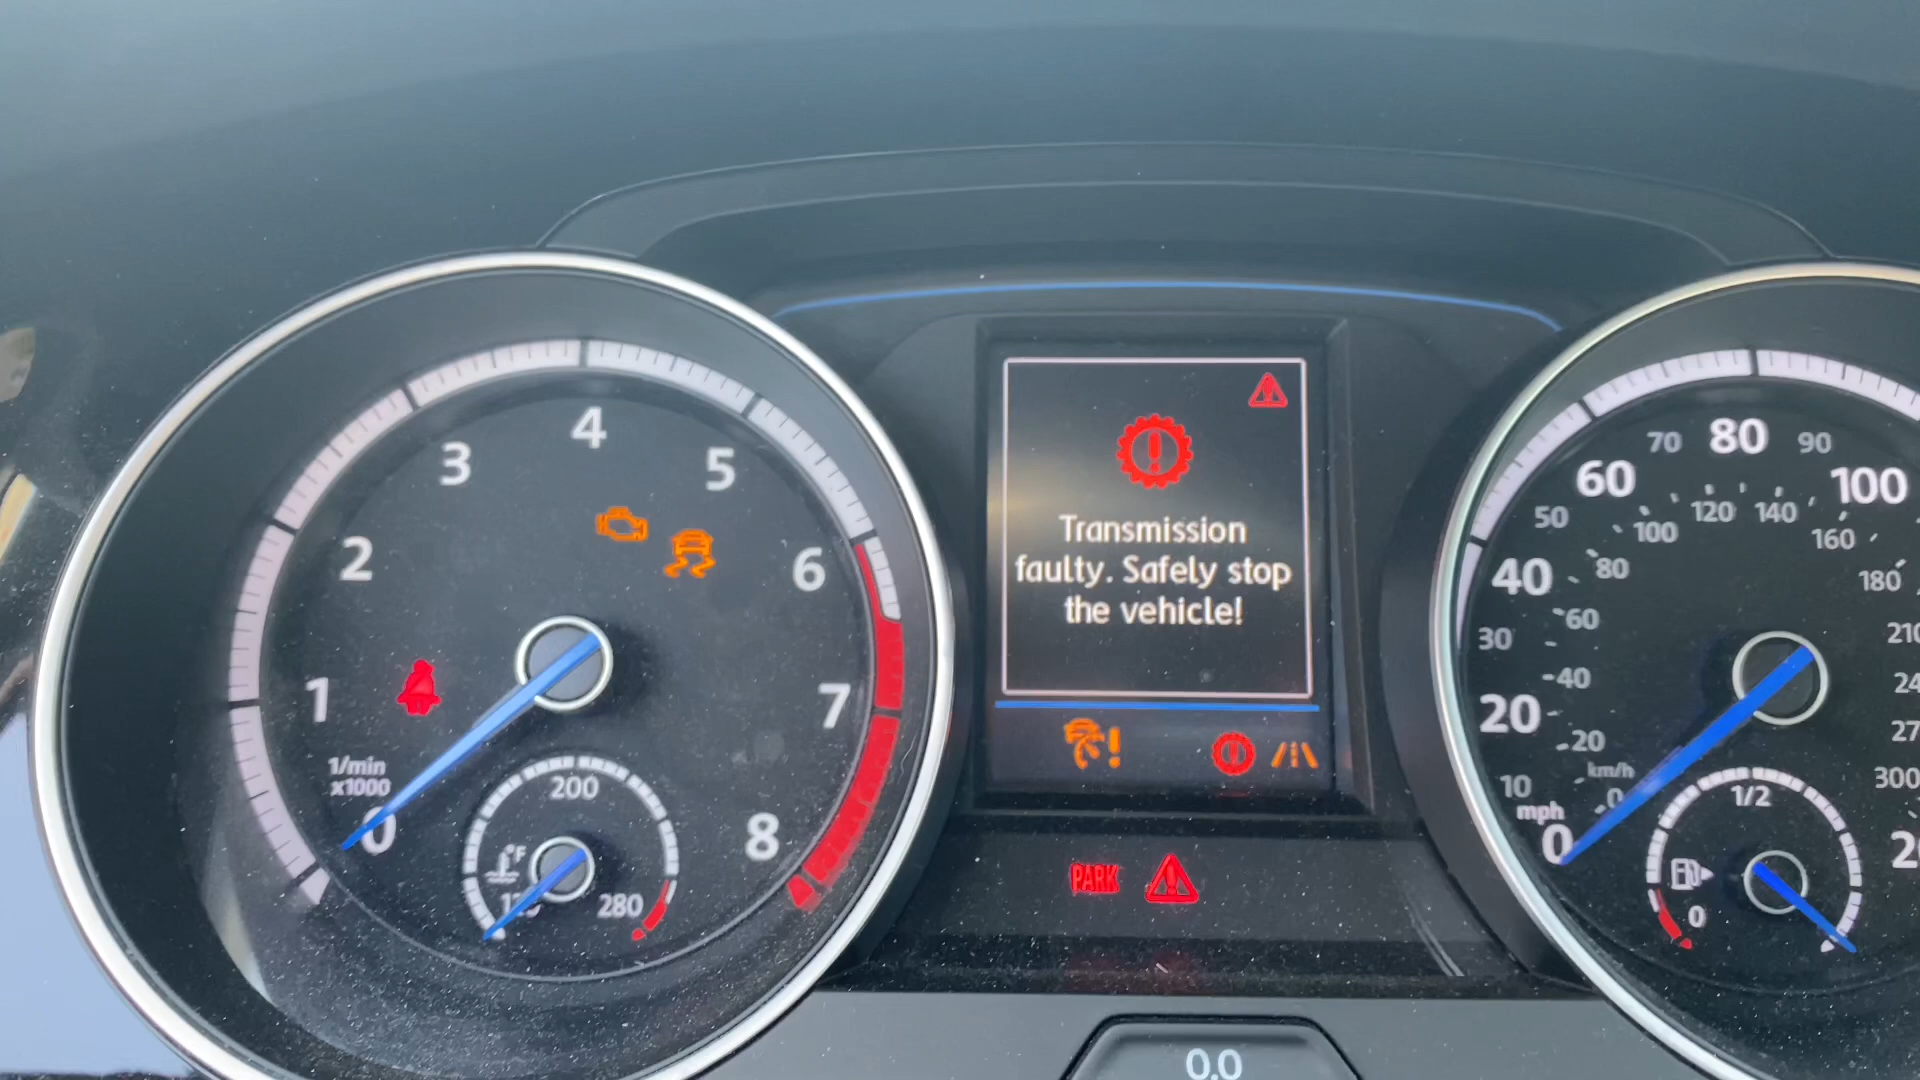 1
2
3
4
5
6
7
8
0
1/min
x1000
200
°F
280
Transmission
faulty. Safely stop
the vehicle!
PARK
0.0
70 80 90
60 100
50 100 120 140 160
40 80 180
60
30
40
20
20
10 km/h
mph 0
0
1/2
0